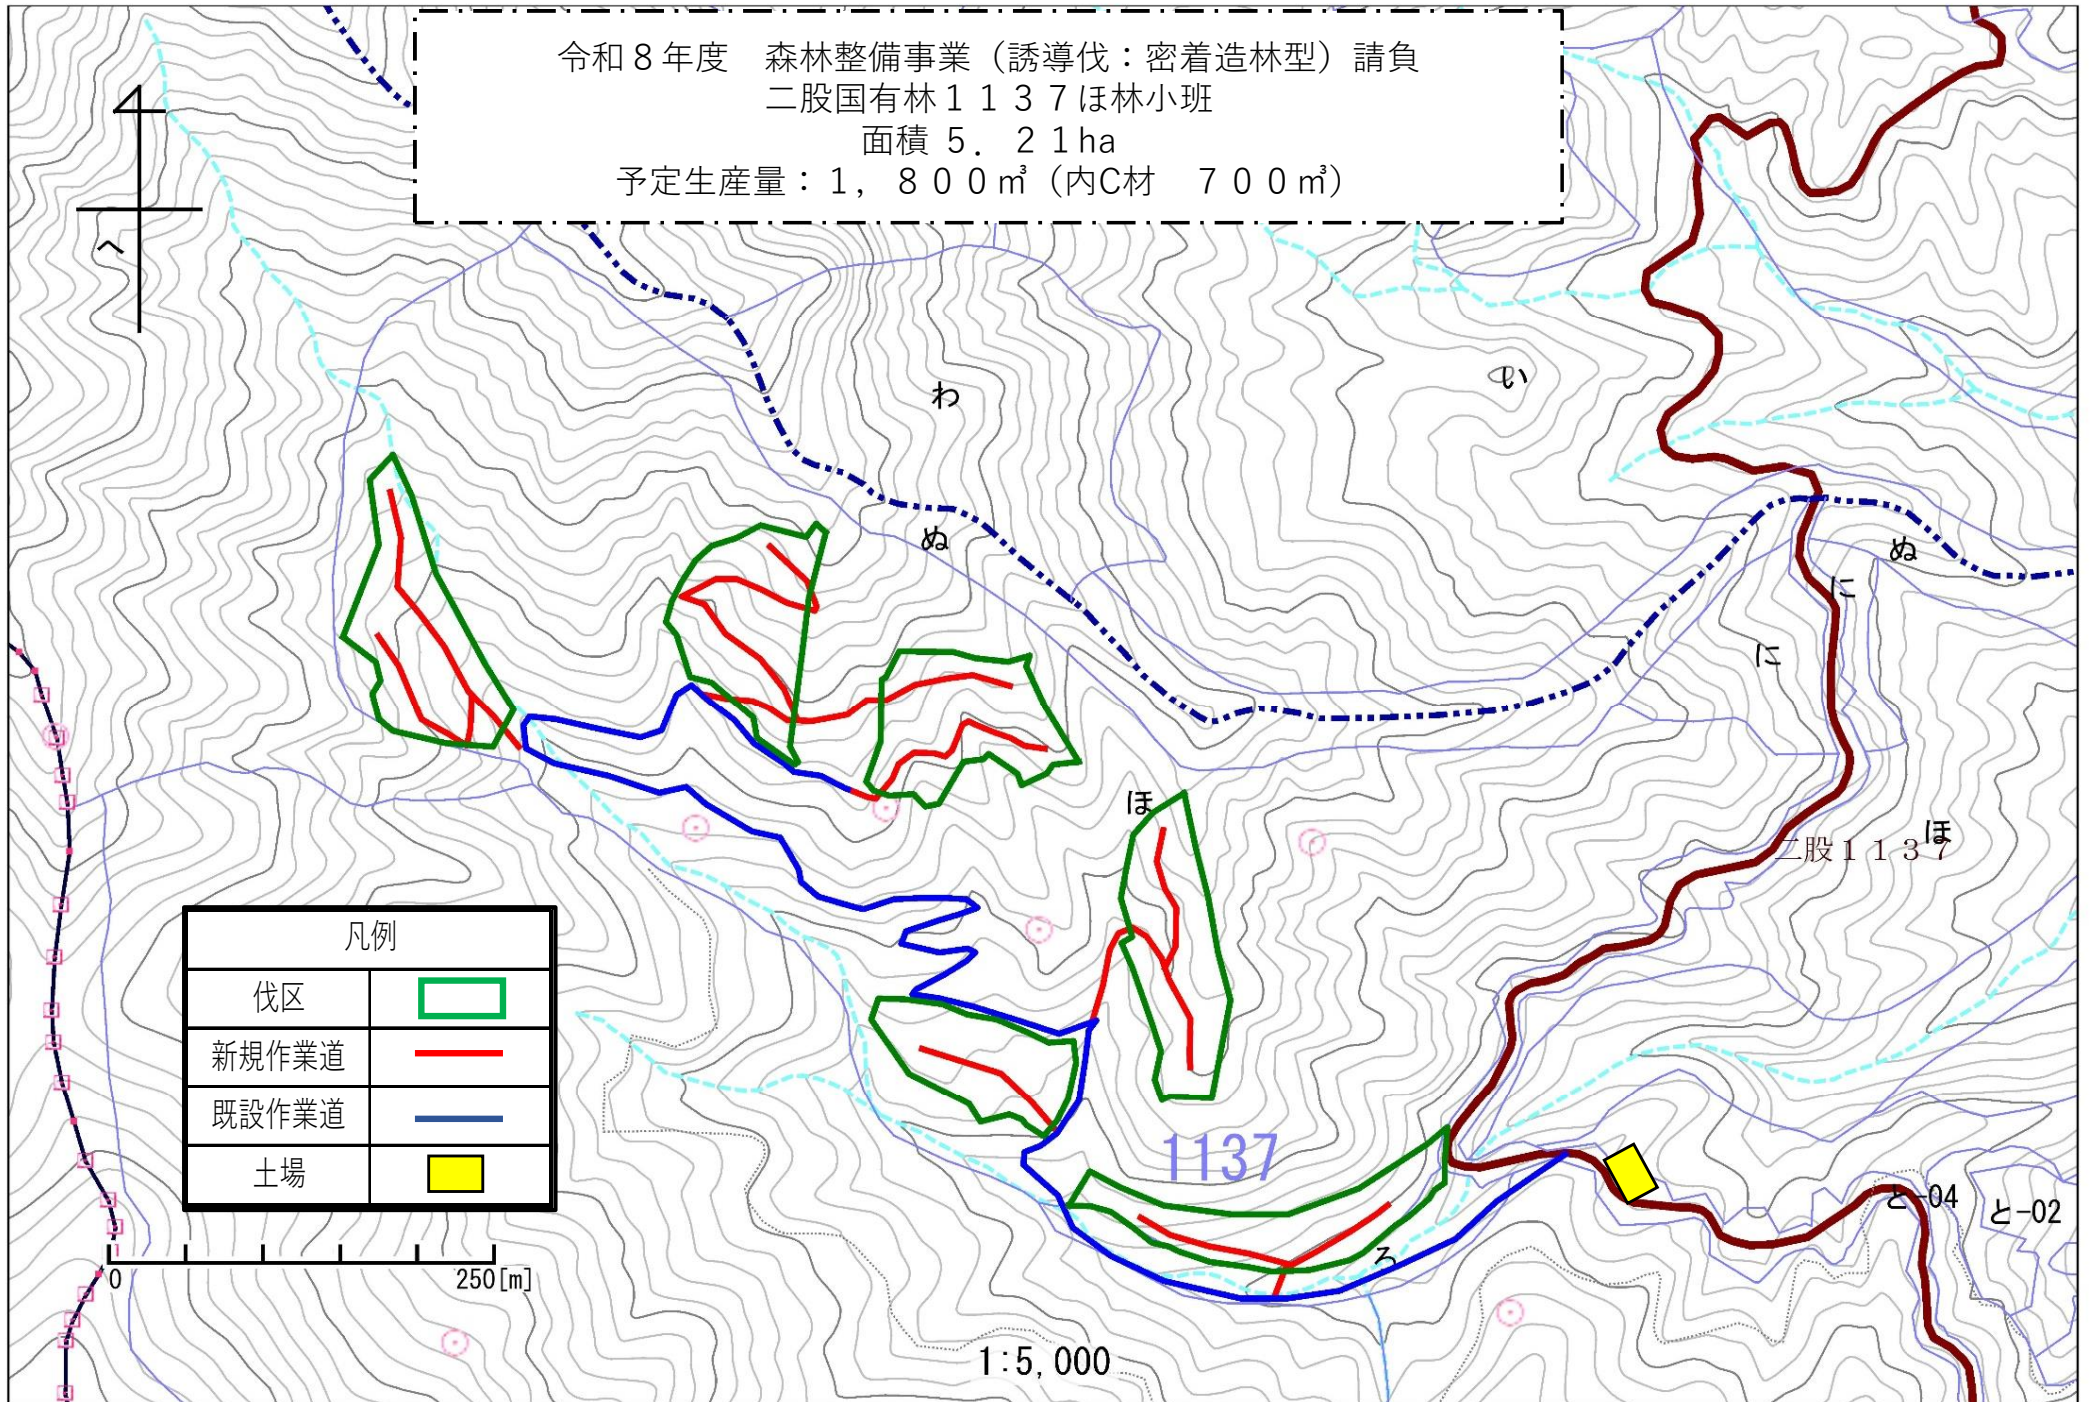 令和８年度　森林整備事業（誘導伐：密着造林型）請負
二股国有林１１３７ほ林小班
面積 ５．２１ha
予定生産量：１，８００㎥（内C材　７００㎥）
へ
わ
い
ぬ
ぬ
に
に
ほ
ほ
二股１１３７
凡例
伐区
新規作業道
既設作業道
土場
1137
と-04
と-02
ろ
0
250[m]
1:5,000